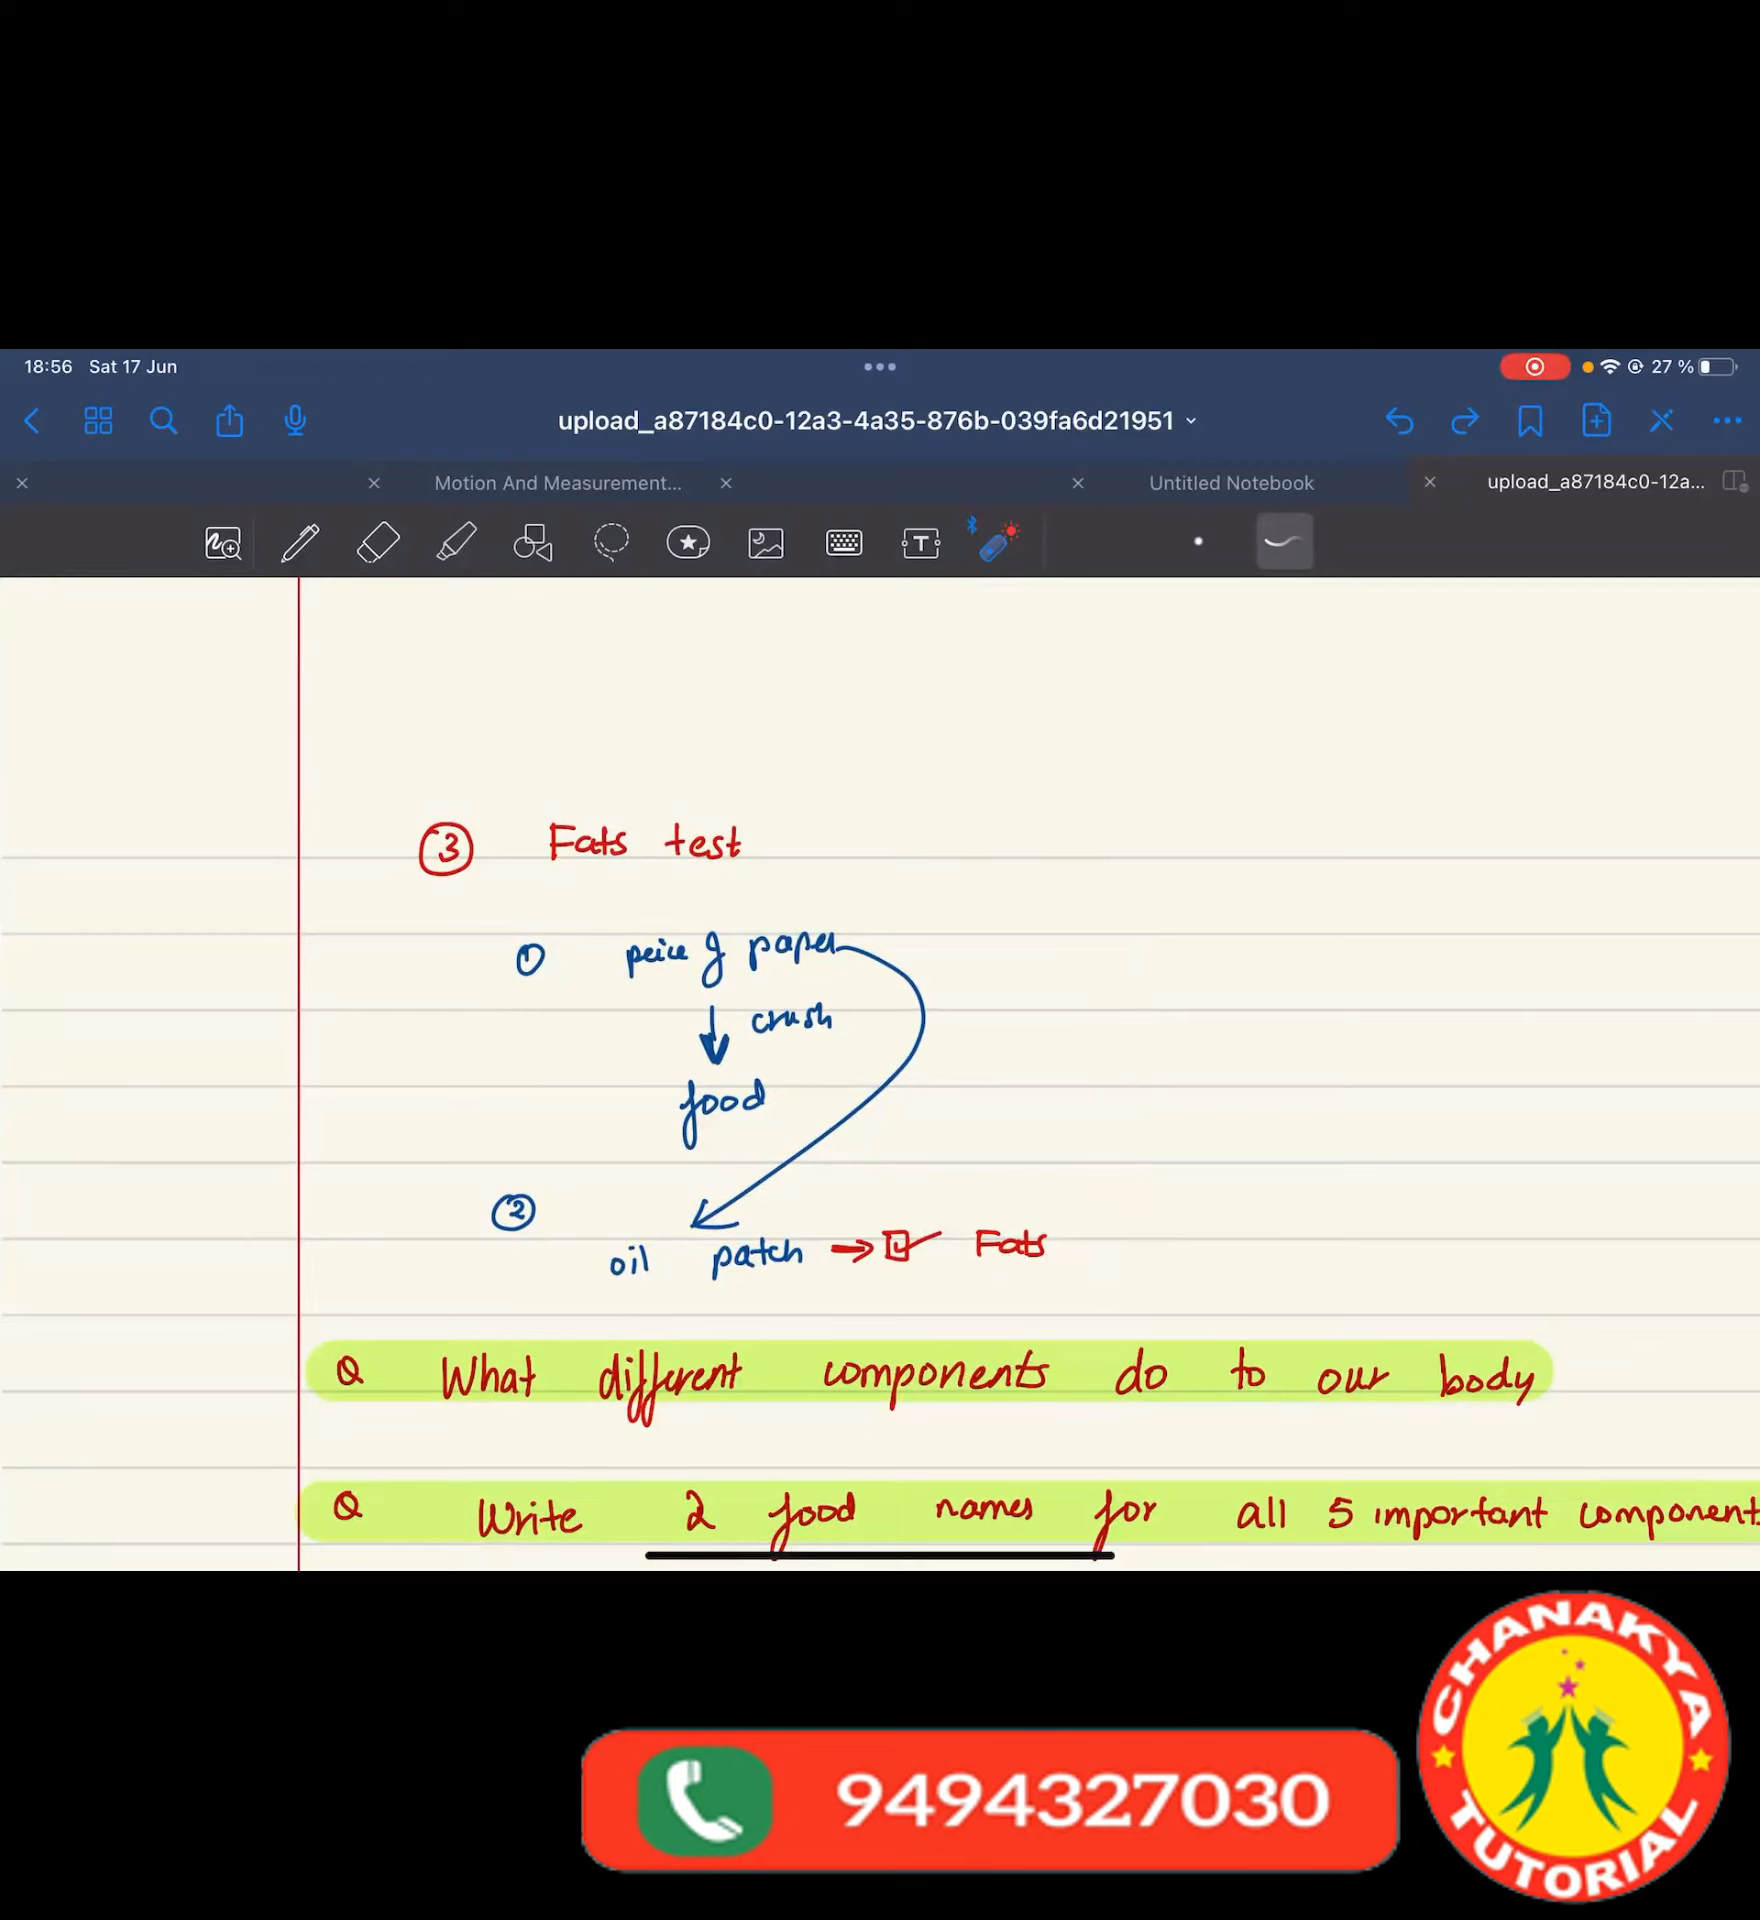 18:56 Sat 17 Jun
27 %
upload_a87184c0-12a3-4a35-876b-039fa6d21951
Motion And Measurement...
Untitled Notebook
upload_a87184c0-12a...
3 Fats test
1 peice of paper
crush
food
2
oil patch → Fats
Q What different components do to our body
Q Write 2 food names for all 5 important component
9494327030
CHANAKYA
TUTORIAL